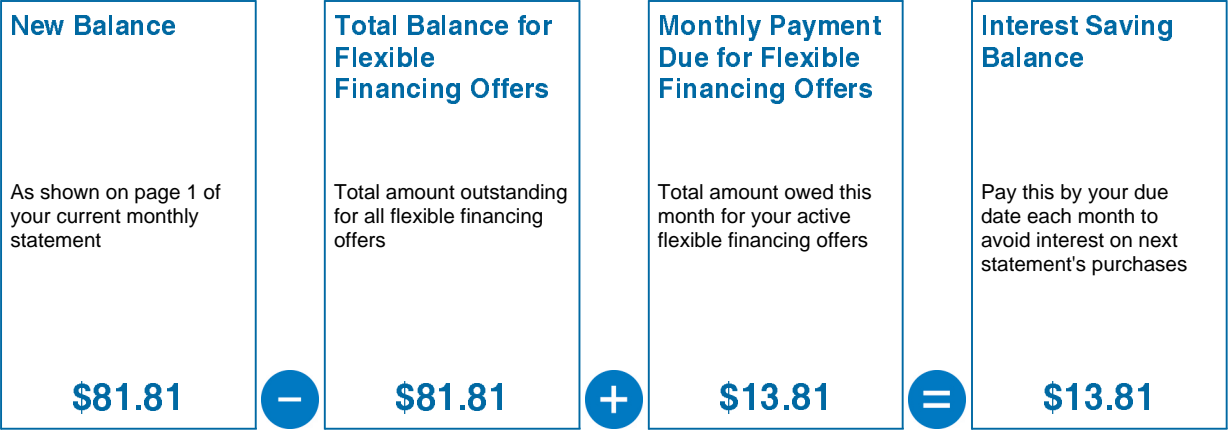 New Balance
As shown on page 1 of
your current monthly
statement
$81.81
−
Total Balance for
Flexible
Financing Offers
Total amount outstanding
for all flexible financing
offers
$81.81
+
Monthly Payment
Due for Flexible
Financing Offers
Total amount owed this
month for your active
flexible financing offers
$13.81
=
Interest Saving
Balance
Pay this by your due
date each month to
avoid interest on next
statement's purchases
$13.81